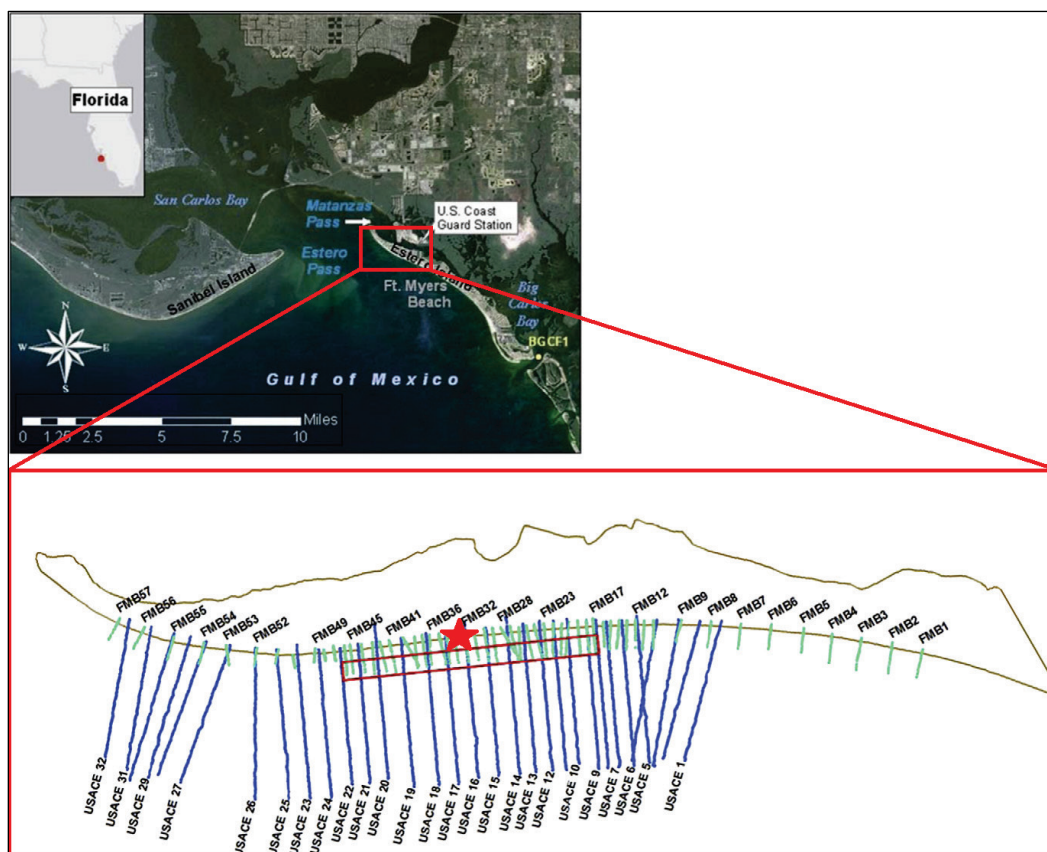 Florida
San Carlos Bay
Matanzas
Pass
U.S. Coast
Guard Station
Estero
Pass
Estero Island
Sanibel Island
Ft. Myers
Beach
Big
Carlos
Bay
BGCF1
N
W
E
S
Gulf of Mexico
Miles
0 1.25 2.5 5 7.5 10
FMB57
FMB56
FMB55
FMB54
FMB53
FMB52
FMB49
FMB45
FMB41
FMB36
FMB32
FMB28
FMB23
FMB17
FMB12
FMB9
FMB8
FMB7
FMB6
FMB5
FMB4
FMB3
FMB2
FMB1
USACE 32
USACE 31
USACE 29
USACE 27
USACE 26
USACE 25
USACE 23
USACE 24
USACE 22
USACE 21
USACE 20
USACE 19
USACE 18
USACE 17
USACE 16
USACE 15
USACE 14
USACE 13
USACE 12
USACE 10
USACE 9
USACE 7
USACE 6
USACE 5
USACE 1